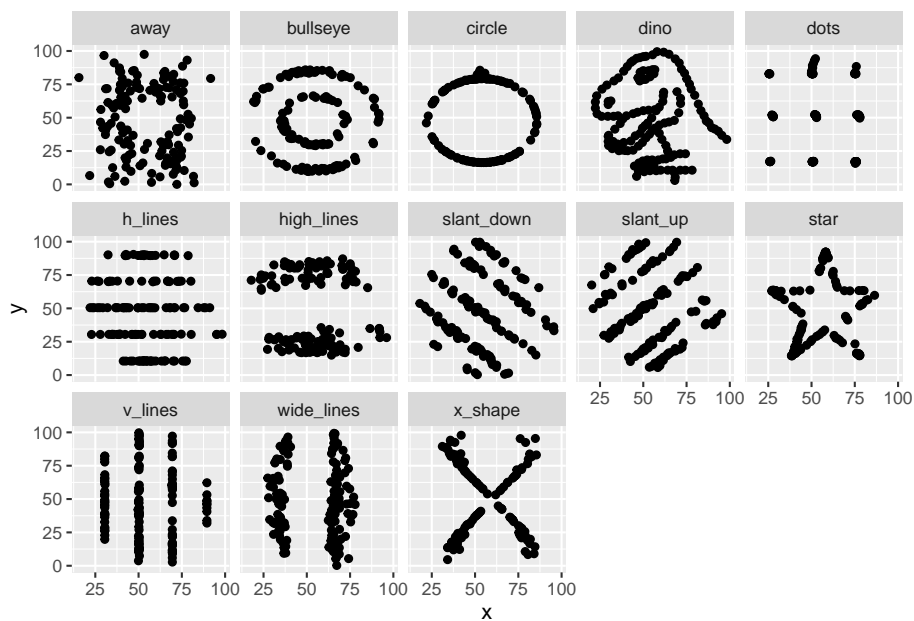 away bullseye circle dino dots
100
75
50
25
0
h_lines high_lines slant_down slant_up star
100
75
50
25
0
y
25 50 75 100 25 50 75 100
v_lines wide_lines x_shape
100
75
50
25
0
25 50 75 100 25 50 75 100 25 50 75 100
x